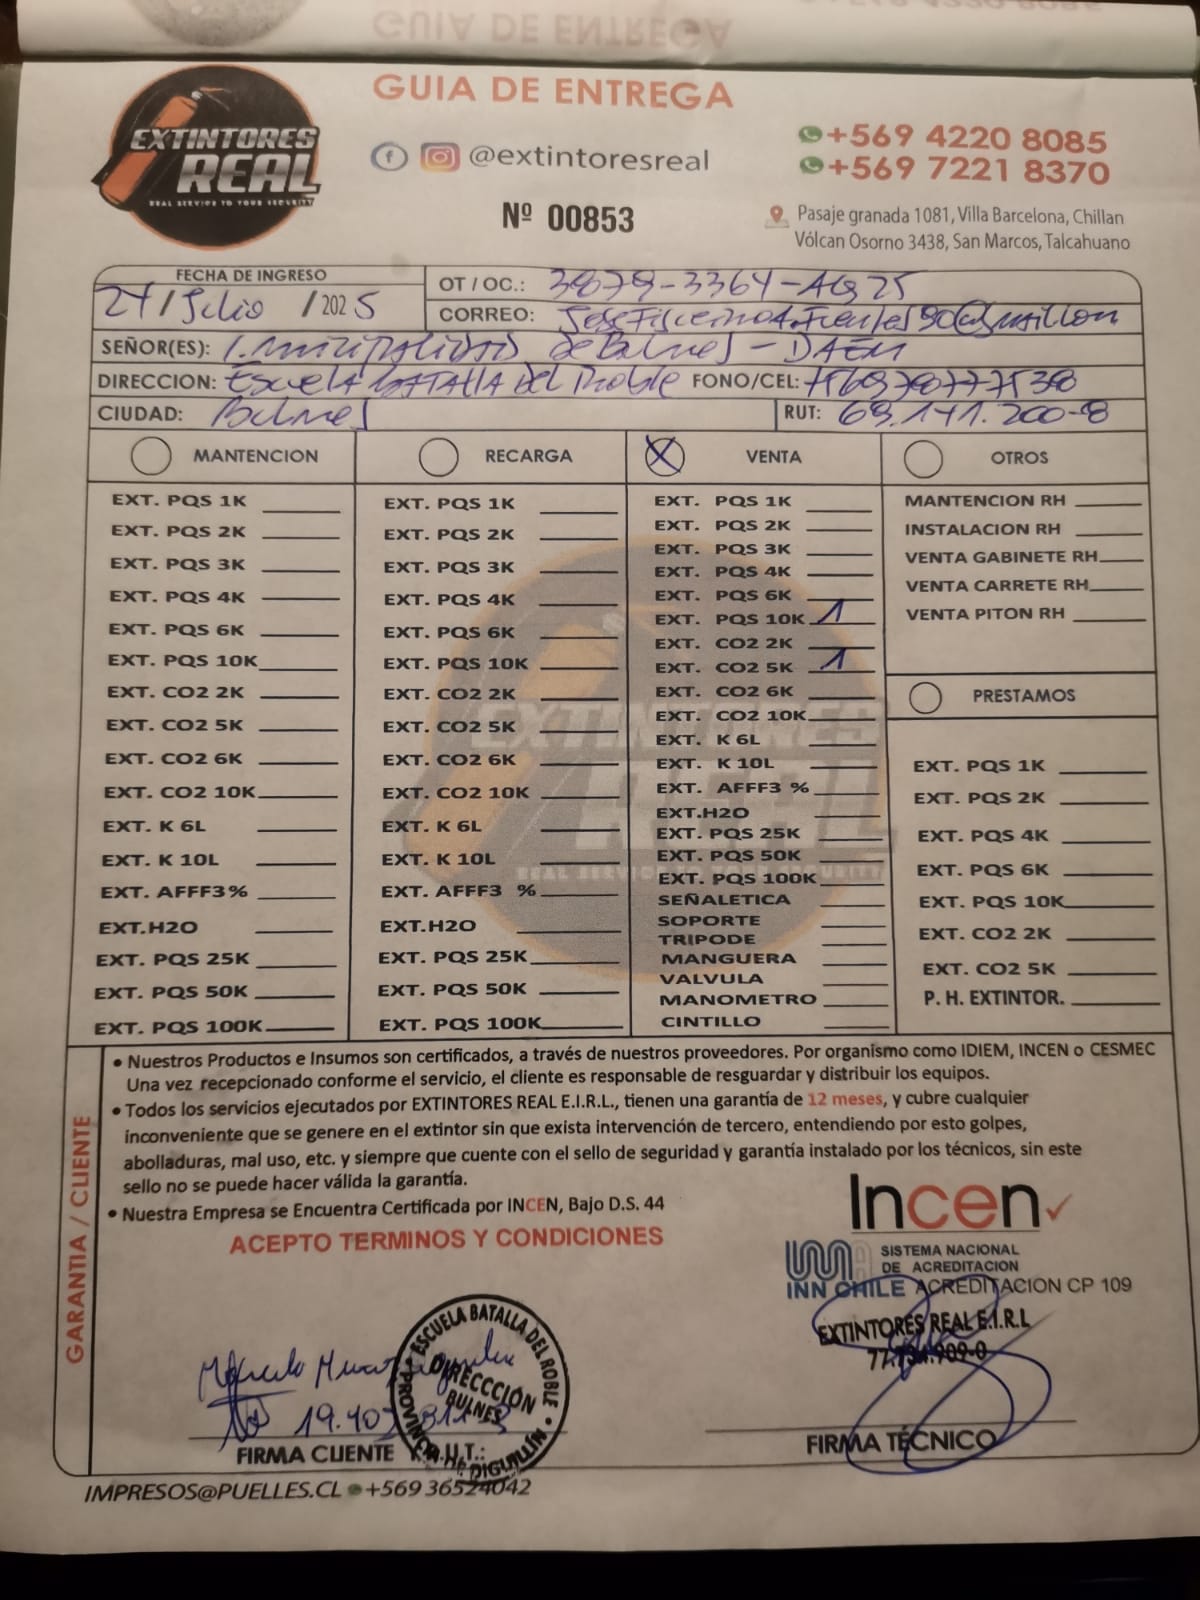 GUIA DE ENTREGA
EXTINTORES
REAL
REAL SERVICE TO YOUR SECURITY
@extintoresreal
+569 4220 8085
+569 7221 8370
Nº 00853
Pasaje granada 1081, Villa Barcelona, Chillan
Vólcan Osorno 3438, San Marcos, Talcahuano
FECHA DE INGRESO
/Julio /2025
OT / OC.: 3879-3364-AG25
CORREO:
SEÑOR(ES): I. Municipalidad de Bulnes - DAEM
DIRECCION: Escuela BATALLA Del Roble FONO/CEL: +56978777538
CIUDAD: Bulnes RUT: 69.141.200-8
MANTENCION
EXT. PQS 1K
EXT. PQS 2K
EXT. PQS 3K
EXT. PQS 4K
EXT. PQS 6K
EXT. PQS 10K
EXT. CO2 2K
EXT. CO2 5K
EXT. CO2 6K
EXT. CO2 10K
EXT. K 6L
EXT. K 10L
EXT. AFFF3%
EXT.H2O
EXT. PQS 25K
EXT. PQS 50K
EXT. PQS 100K
RECARGA
EXT. PQS 1K
EXT. PQS 2K
EXT. PQS 3K
EXT. PQS 4K
EXT. PQS 6K
EXT. PQS 10K
EXT. CO2 2K
EXT. CO2 5K
EXT. CO2 6K
EXT. CO2 10K
EXT. K 6L
EXT. K 10L
EXT. AFFF3 %
EXT.H2O
EXT. PQS 25K
EXT. PQS 50K
EXT. PQS 100K
X VENTA
EXT. PQS 1K
EXT. PQS 2K
EXT. PQS 3K
EXT. PQS 4K
EXT. PQS 6K
EXT. PQS 10K 1
EXT. CO2 2K
EXT. CO2 5K 1
EXT. CO2 6K
EXT. CO2 10K
EXT. K 6L
EXT. K 10L
EXT. AFFF3 %
EXT.H2O
EXT. PQS 25K
EXT. PQS 50K
EXT. PQS 100K
SEÑALETICA
SOPORTE
TRIPODE
MANGUERA
VALVULA
MANOMETRO
CINTILLO
OTROS
MANTENCION RH
INSTALACION RH
VENTA GABINETE RH
VENTA CARRETE RH
VENTA PITON RH
PRESTAMOS
EXT. PQS 1K
EXT. PQS 2K
EXT. PQS 4K
EXT. PQS 6K
EXT. PQS 10K
EXT. CO2 2K
EXT. CO2 5K
P. H. EXTINTOR.
GARANTIA / CLIENTE
• Nuestros Productos e Insumos son certificados, a través de nuestros proveedores. Por organismo como IDIEM, INCEN o CESMEC
Una vez recepcionado conforme el servicio, el cliente es responsable de resguardar y distribuir los equipos.
• Todos los servicios ejecutados por EXTINTORES REAL E.I.R.L., tienen una garantía de 12 meses, y cubre cualquier
inconveniente que se genere en el extintor sin que exista intervención de tercero, entendiendo por esto golpes,
abolladuras, mal uso, etc. y siempre que cuente con el sello de seguridad y garantía instalado por los técnicos, sin este
sello no se puede hacer válida la garantía.
• Nuestra Empresa se Encuentra Certificada por INCEN, Bajo D.S. 44
ACEPTO TERMINOS Y CONDICIONES
Incen
SISTEMA NACIONAL
DE ACREDITACION
INN CHILE ACREDITACION CP 109
EXTINTORES REAL E.I.R.L
ESCUELA BATALLA DEL ROBLE
DIRECCCIÓN
BULNES
PROVINCIA DE DIGUILLÍN
FIRMA CLIENTE R.U.T.:
FIRMA TÉCNICO
IMPRESOS@PUELLES.CL +569 36524042